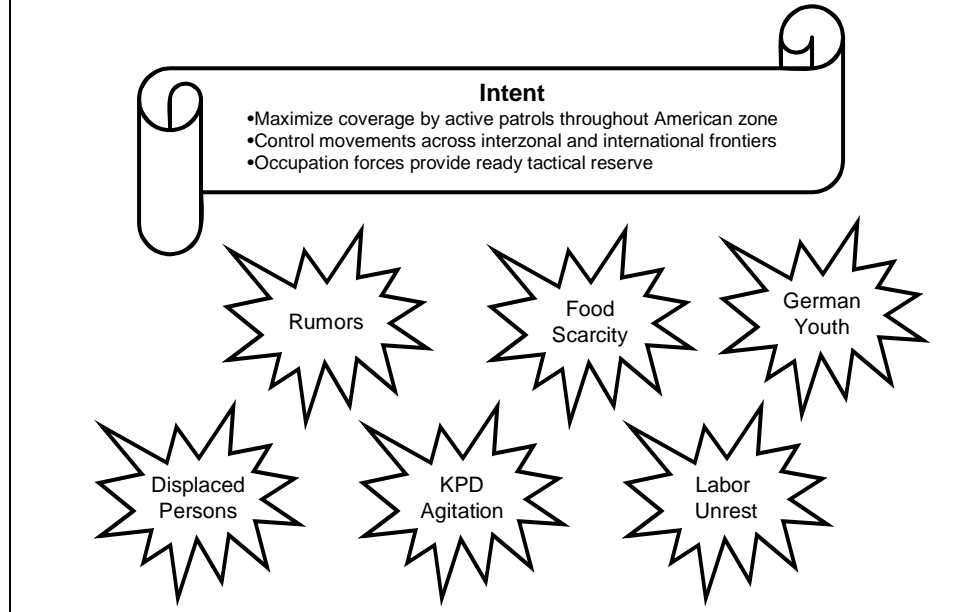 Intent
•Maximize coverage by active patrols throughout American zone
•Control movements across interzonal and international frontiers
•Occupation forces provide ready tactical reserve
Rumors
Food
Scarcity
German
Youth
Displaced
Persons
KPD
Agitation
Labor
Unrest